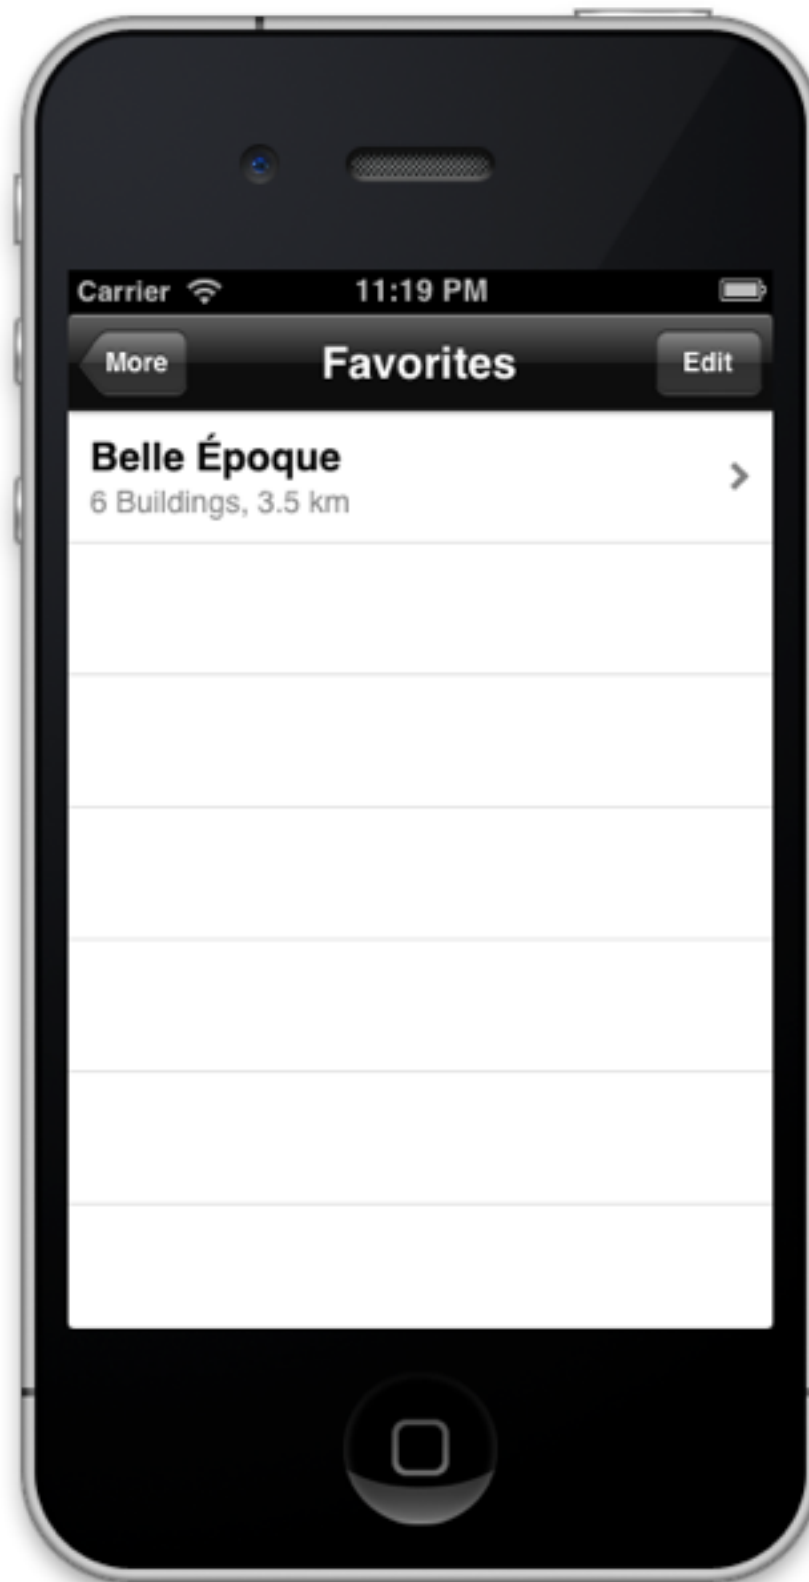 Carrier 11:19 PM
More Favorites Edit
Belle Époque
6 Buildings, 3.5 km